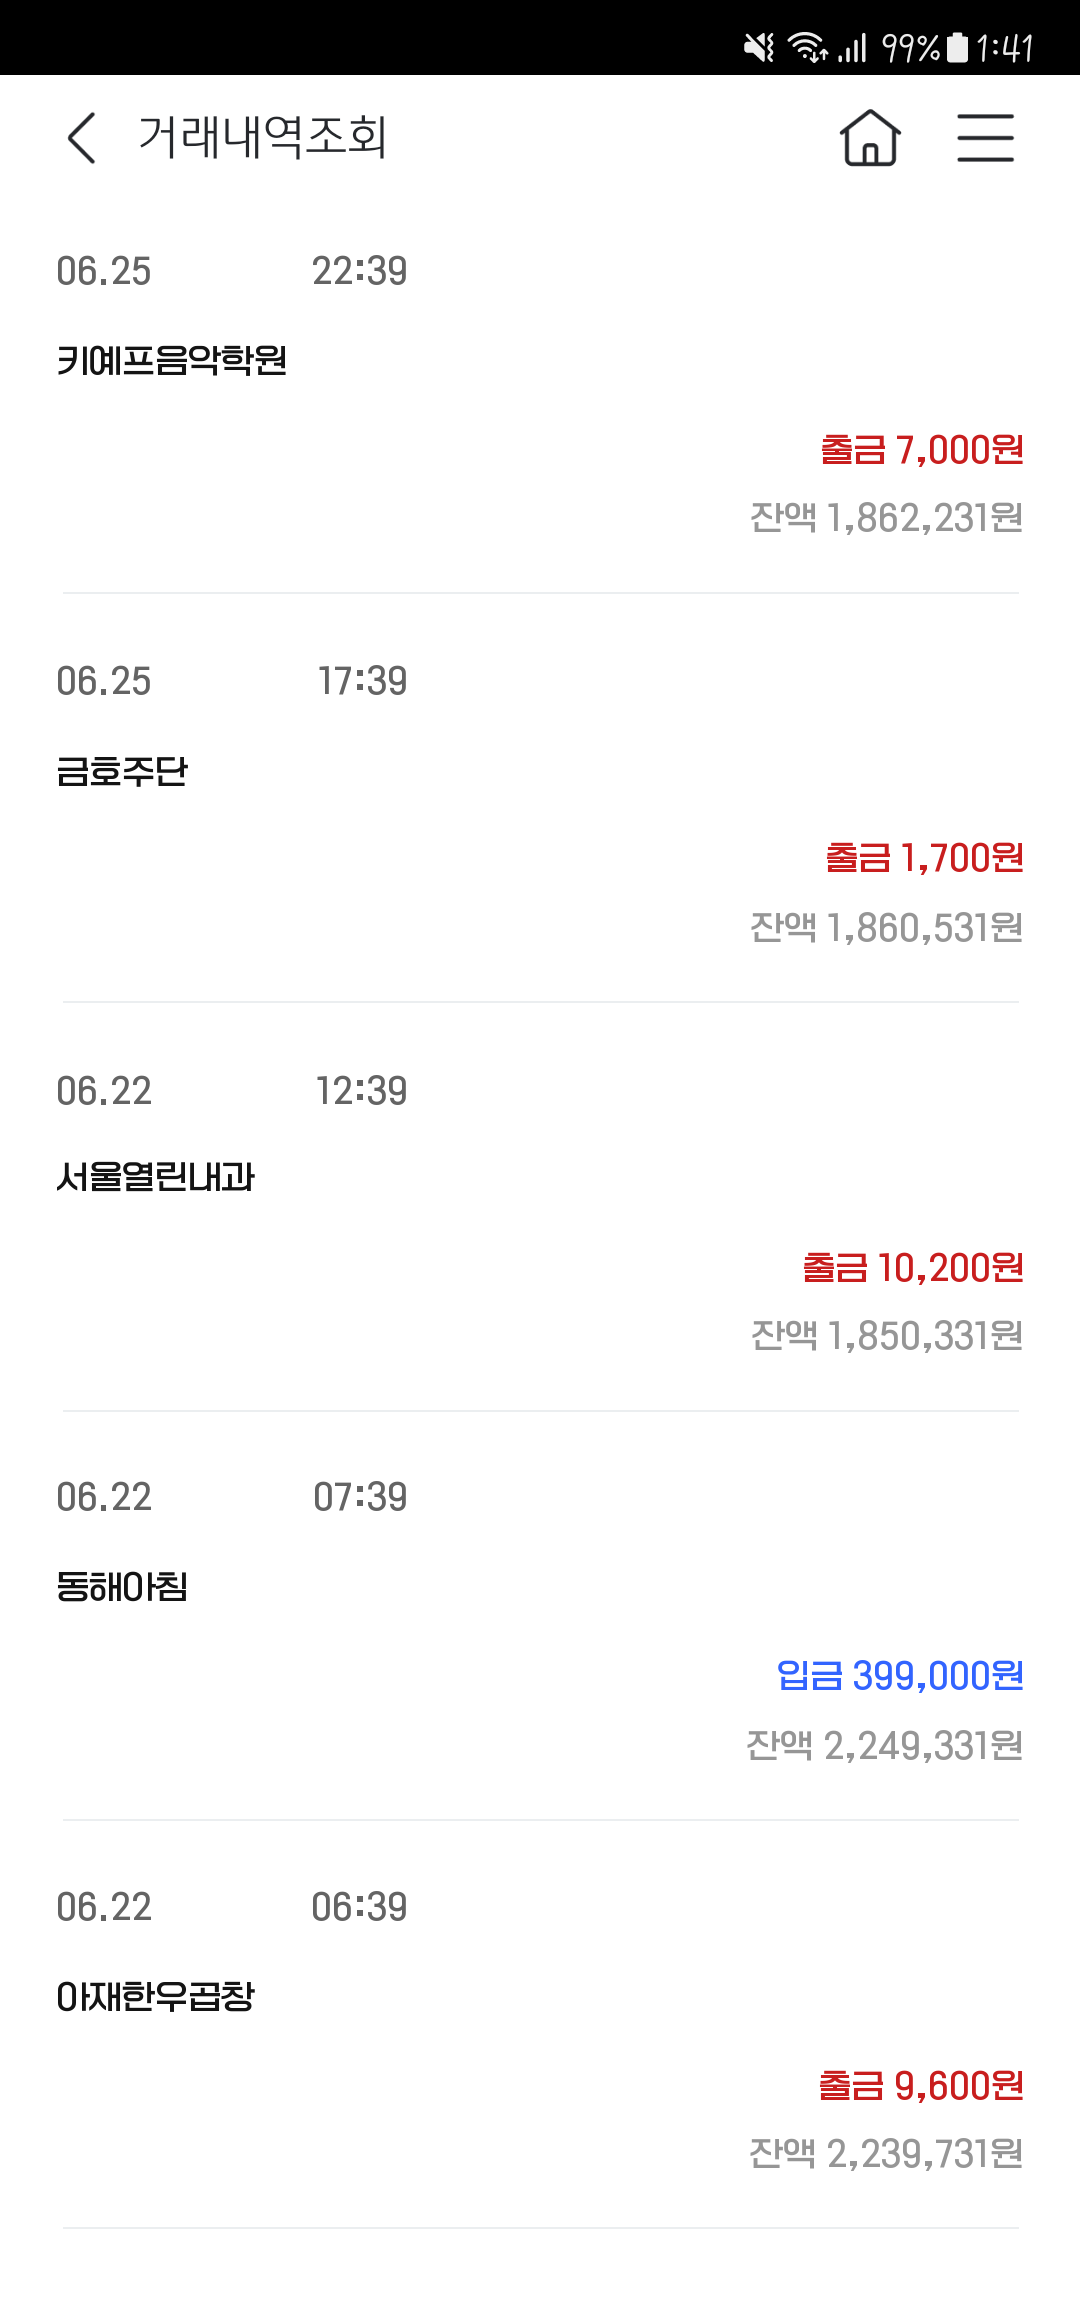 99% 1:41
거래내역조회
06.25 22:39
키예프음악학원
출금 7,000원
잔액 1,862,231원
06.25 17:39
금호주단
출금 1,700원
잔액 1,860,531원
06.22 12:39
서울열린내과
출금 10,200원
잔액 1,850,331원
06.22 07:39
동해아침
입금 399,000원
잔액 2,249,331원
06.22 06:39
아재한우곱창
출금 9,600원
잔액 2,239,731원